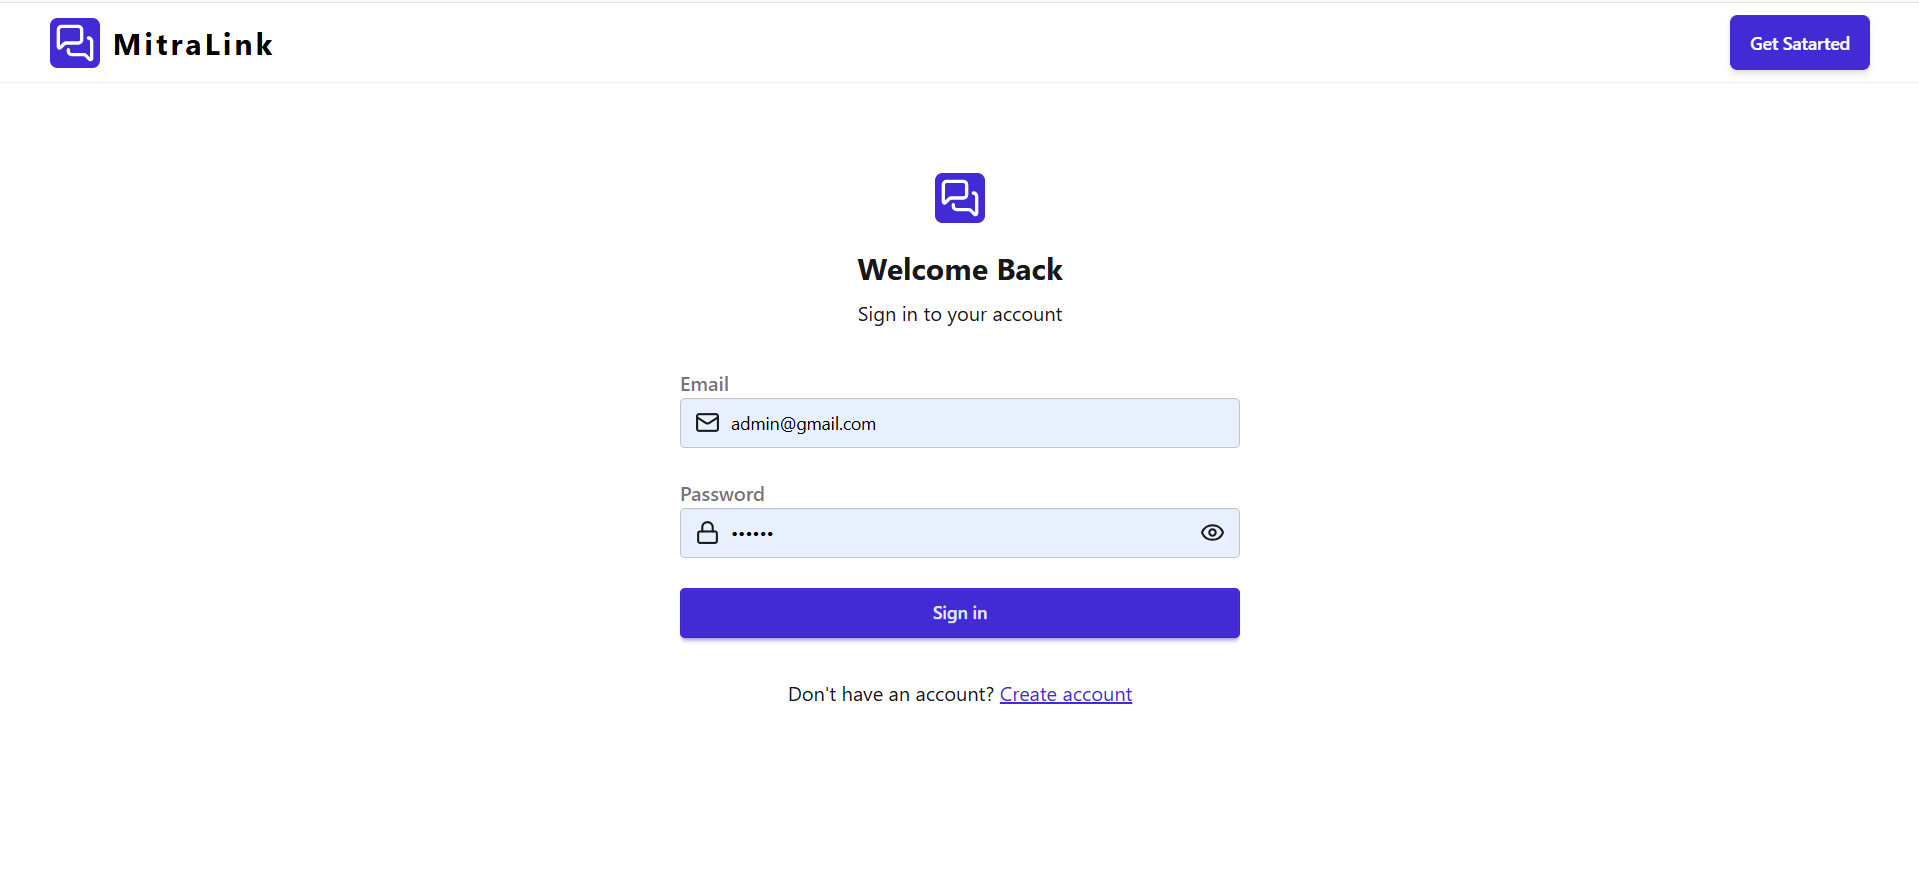 MitraLink
Get Satarted
Welcome Back
Sign in to your account
Email
admin@gmail.com
Password
••••••
Sign in
Don't have an account? Create account